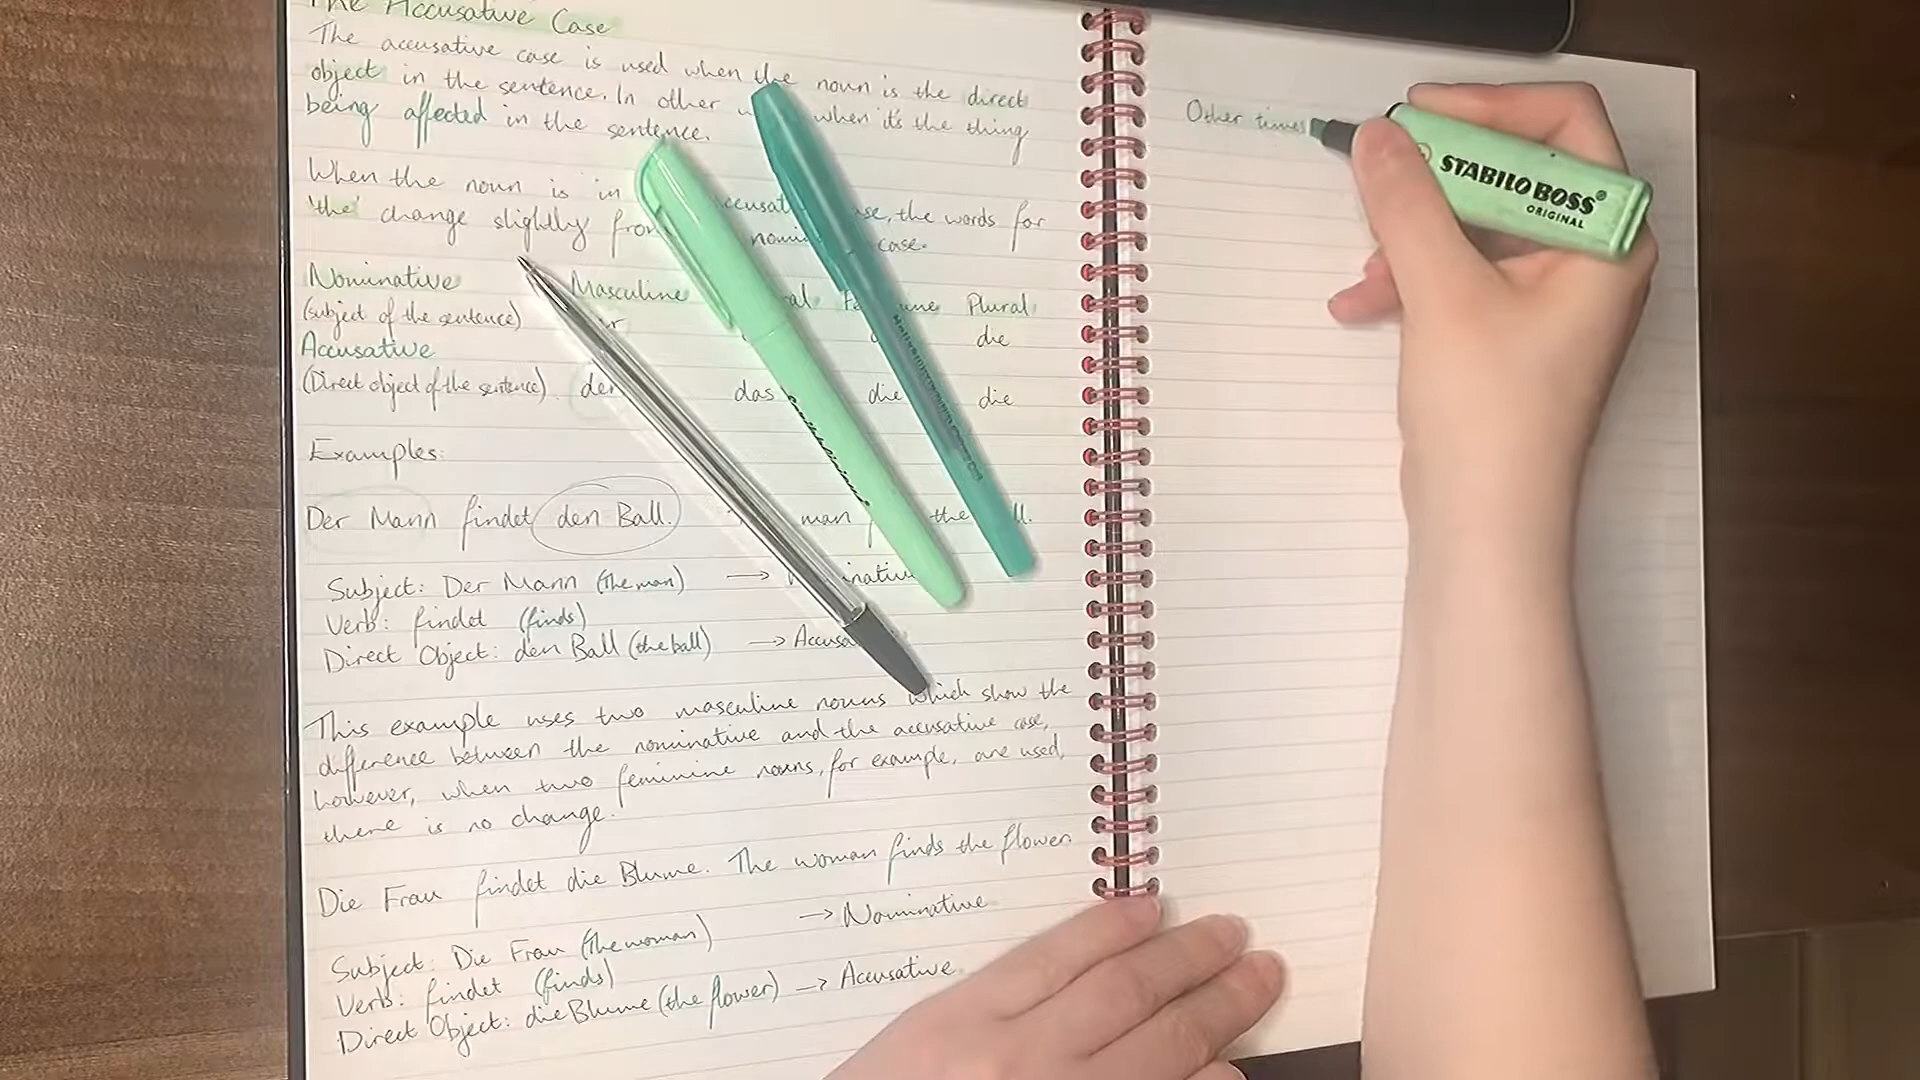 The Accusative Case
The accusative case is used when the noun is the direct
object in the sentence. In other when it's the thing
being affected in the sentence.
When the noun is in the words for
'the' change slightly case.
Nominative Masculine Plural
(subject of the sentence) die
Accusative
(Direct object of the sentence). den das die die
Examples:
Der Mann findet den Ball. man the
Subject: Der Mann (the man) →
Verb: findet (finds)
Direct Object: den Ball (the ball) →
This example uses two masculine nouns which show the
difference between the nominative and the accusative case,
however, when two feminine nouns, for example, are used,
there is no change.
Die Frau findet die Blume. The woman finds the flower.
Subject: Die Frau (the woman) → Nominative
Verb: findet (finds)
Direct Object: die Blume (the flower) → Accusative
Other times
STABILO BOSS®
ORIGINAL